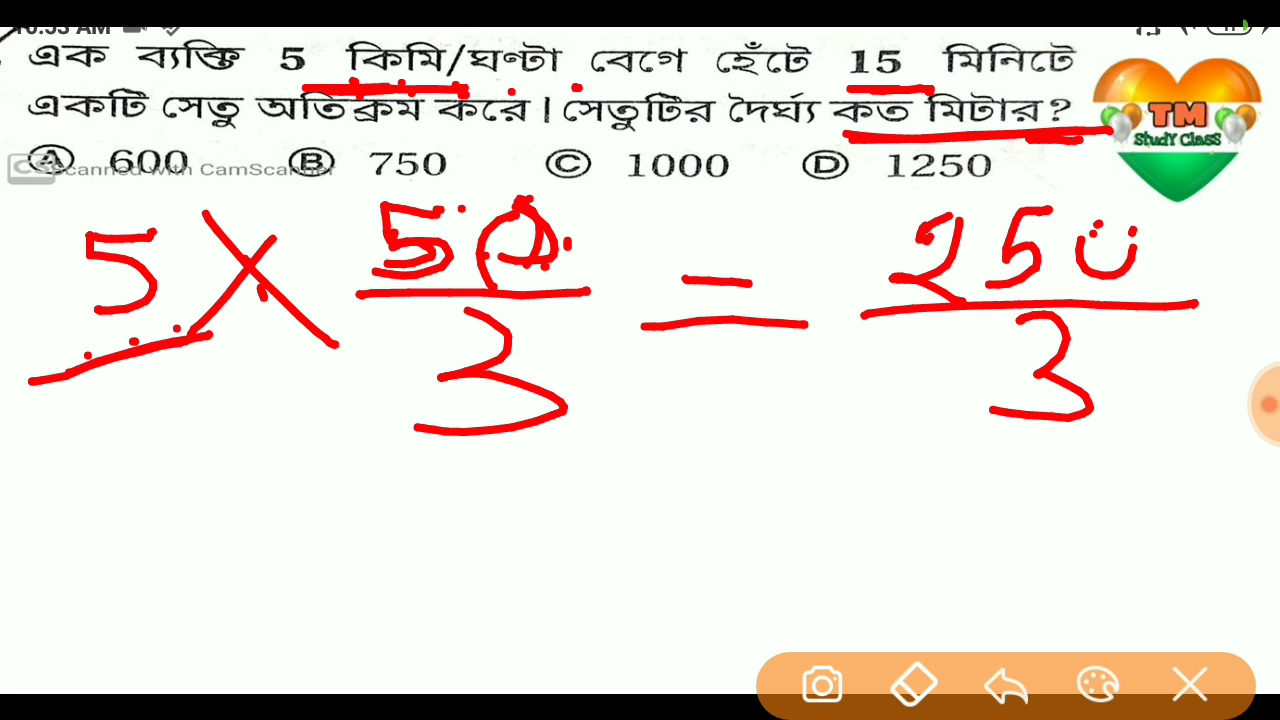 এক ব্যক্তি 5 কিমি/ঘণ্টা বেগে হেঁটে 15 মিনিটে
একটি সেতু অতিক্রম করে | সেতুটির দৈর্ঘ্য কত মিটার ?
Ⓐ 600 Ⓑ 750 Ⓒ 1000 Ⓓ 1250
CS Scanned with CamScanner
TM
StudY Class
5 × 50/3 = 250/3